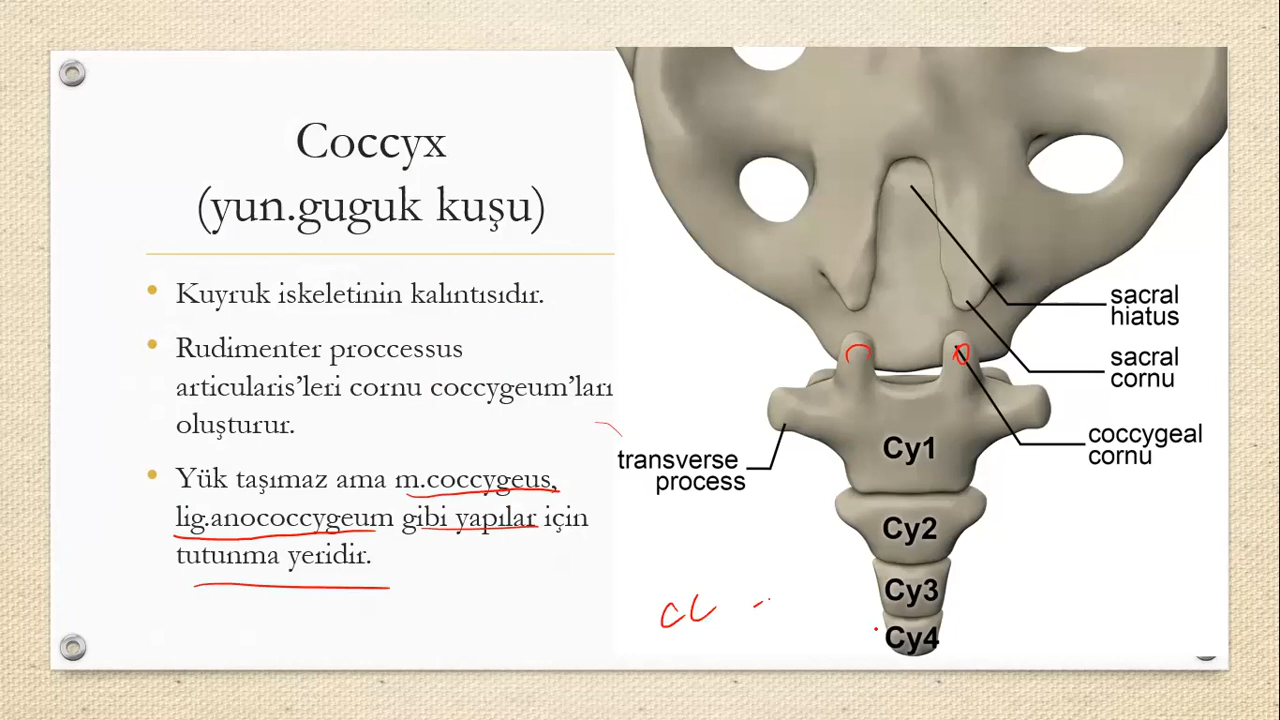 Coccyx
(yun.guguk kuşu)
Kuyruk iskeletinin kalıntısıdır.
Rudimenter proccessus
articularis'leri cornu coccygeum'ları
oluşturur.
Yük taşımaz ama m.coccygeus,
lig.anococcygeum gibi yapılar için
tutunma yeridir.
sacral
hiatus
sacral
cornu
coccygeal
cornu
transverse
process
Cy1
Cy2
Cy3
Cy4